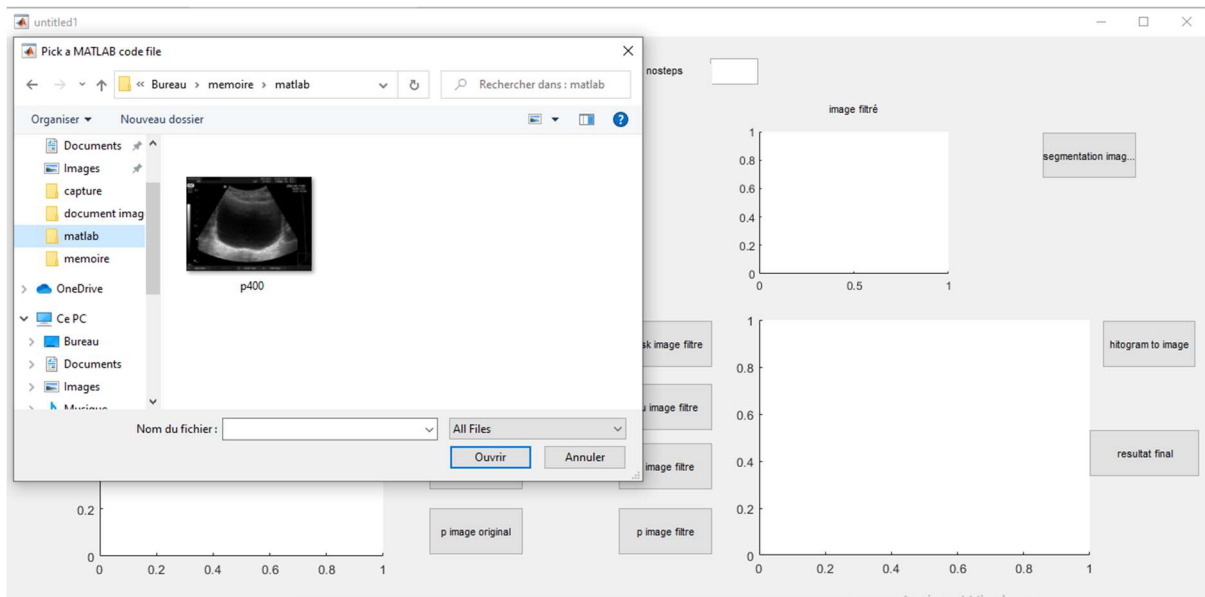 untitled1
Pick a MATLAB code file
« Bureau › memoire › matlab
Rechercher dans : matlab
Organiser
Nouveau dossier
Documents
Images
capture
document imag
matlab
memoire
OneDrive
Ce PC
Bureau
Documents
Images
p400
Nom du fichier :
All Files
Ouvrir
Annuler
nosteps
image filtré
1
0.8
0.6
0.4
0.2
0
0 0.5 1
segmentation imag...
sk image filtre
u image filtre
image filtre
p image original
p image filtre
0.2
0
0 0.2 0.4 0.6 0.8 1
1
0.8
0.6
0.4
0.2
0
0 0.2 0.4 0.6 0.8 1
hitogram to image
resultat final